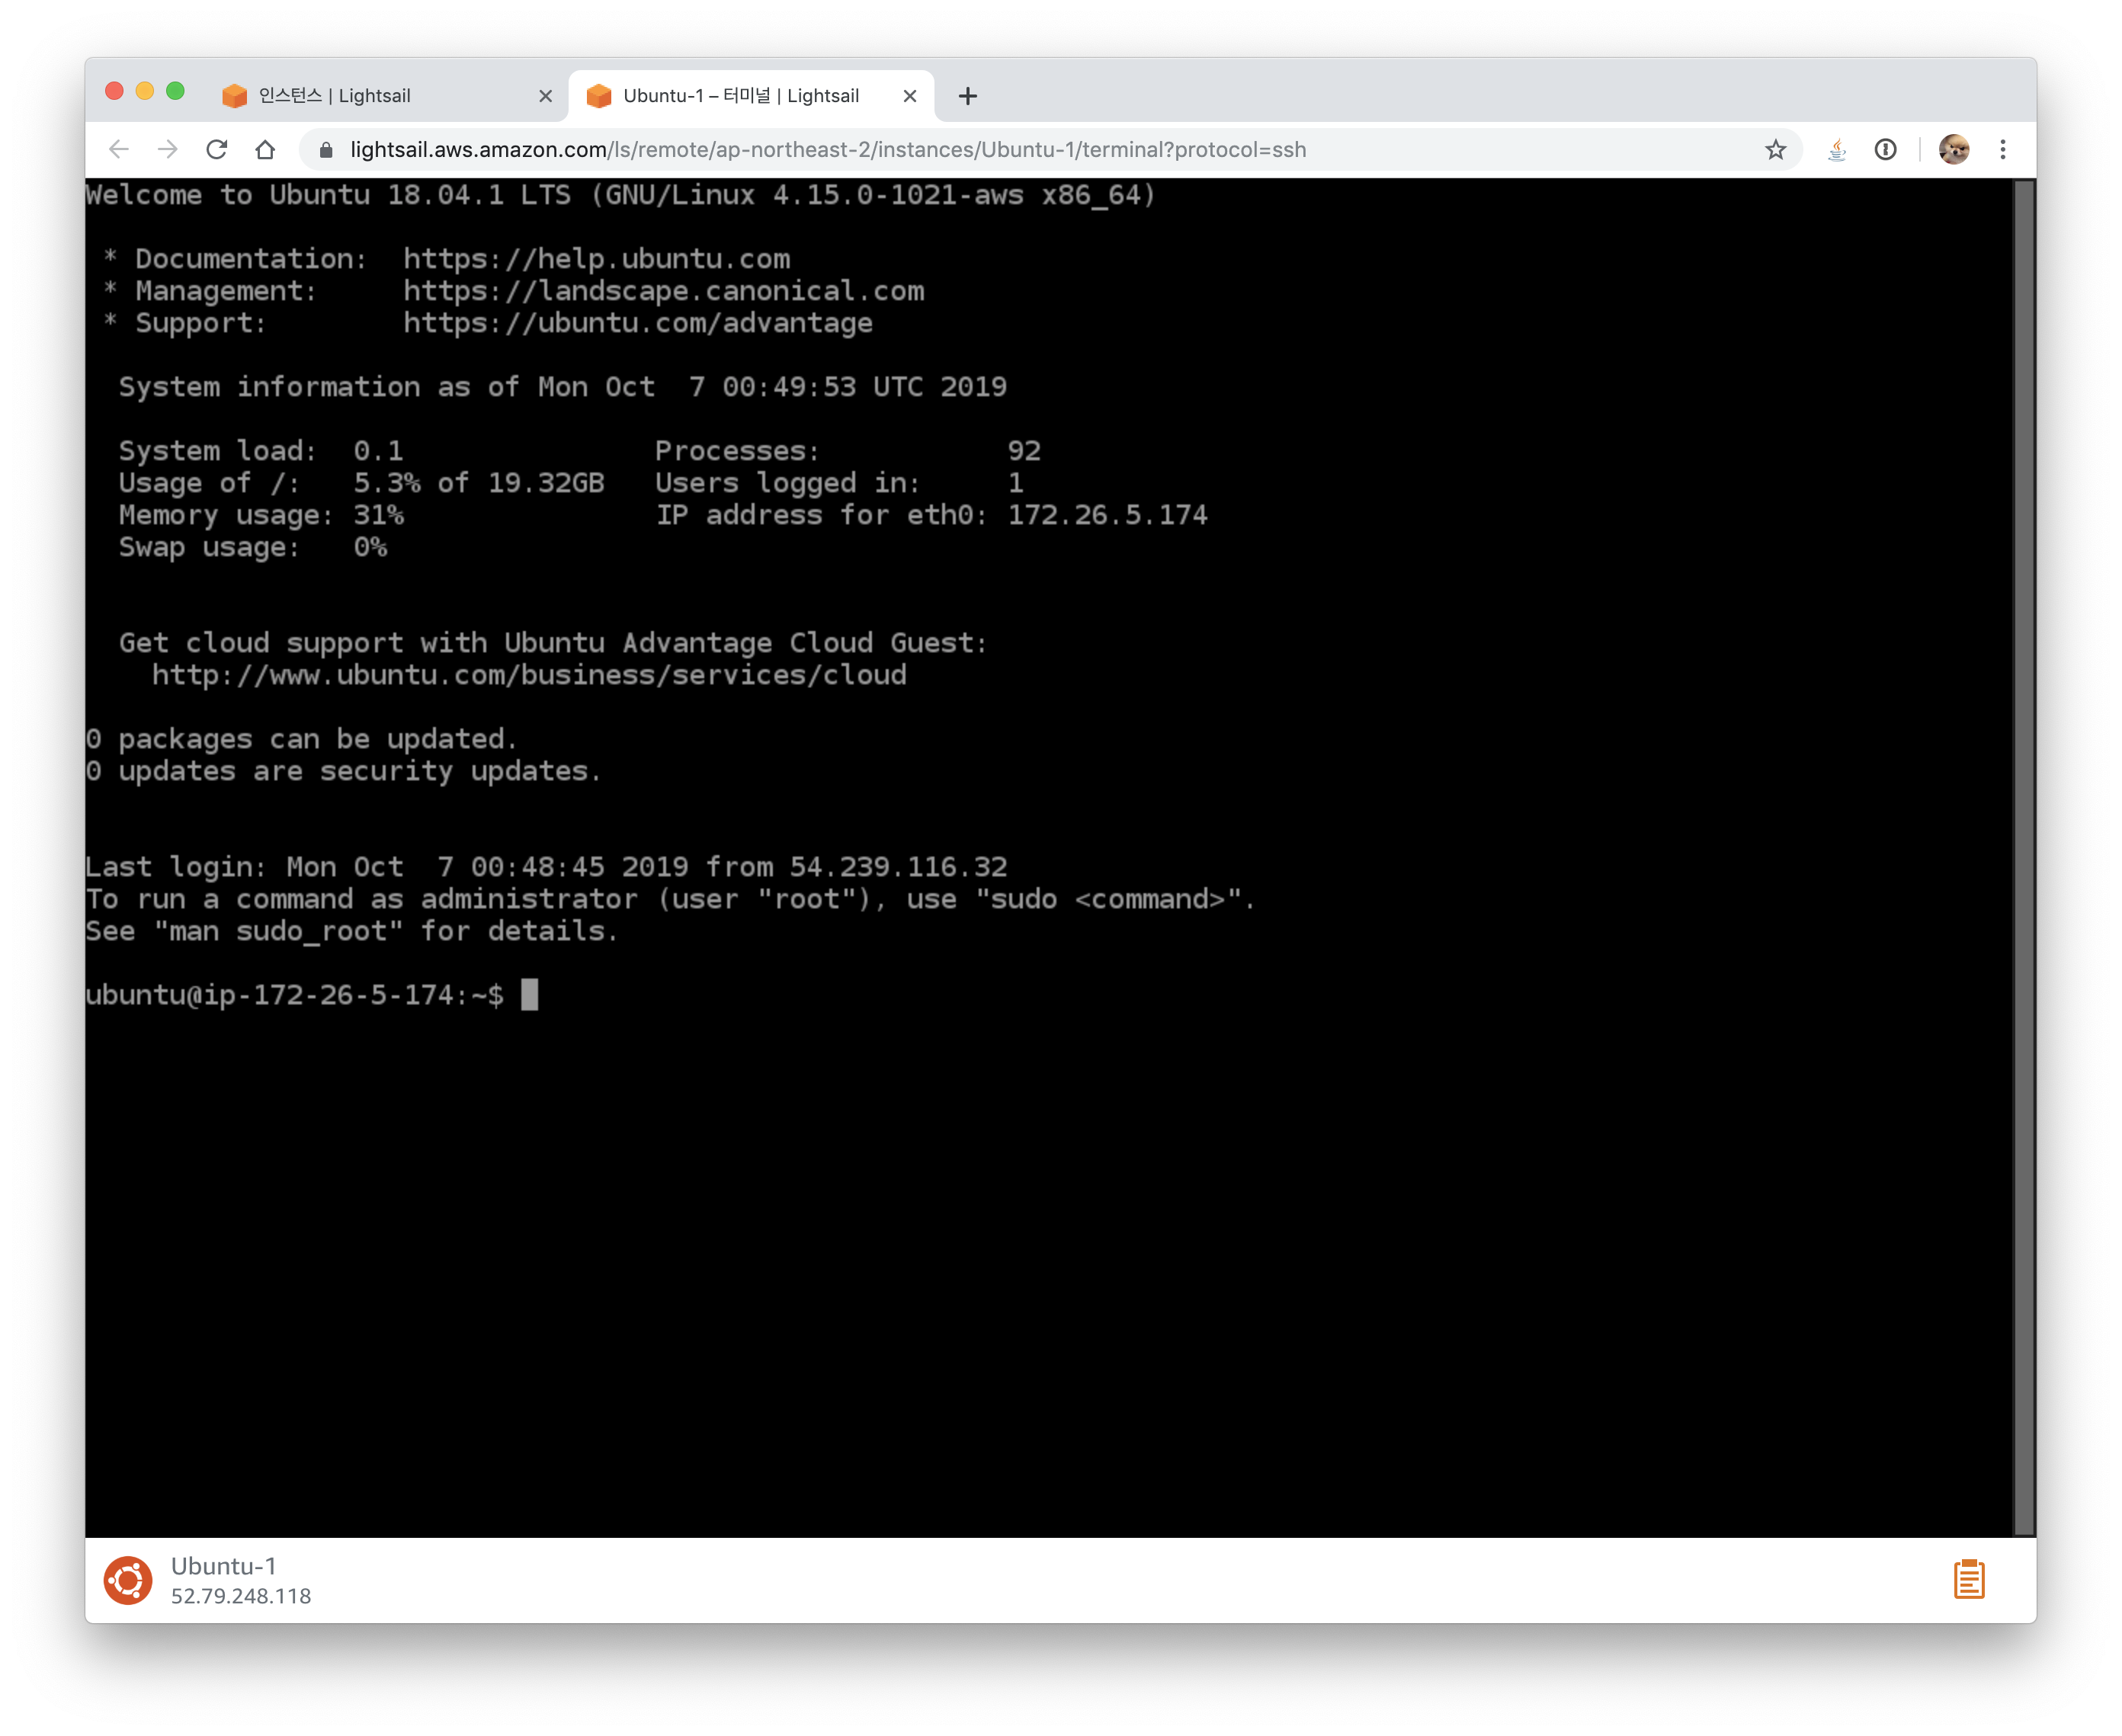 인스턴스 | Lightsail
Ubuntu-1 – 터미널 | Lightsail
lightsail.aws.amazon.com/ls/remote/ap-northeast-2/instances/Ubuntu-1/terminal?protocol=ssh
Welcome to Ubuntu 18.04.1 LTS (GNU/Linux 4.15.0-1021-aws x86_64)
* Documentation:  https://help.ubuntu.com
* Management:     https://landscape.canonical.com
* Support:        https://ubuntu.com/advantage
System information as of Mon Oct  7 00:49:53 UTC 2019
System load:  0.1               Processes:           92
Usage of /:   5.3% of 19.32GB   Users logged in:     1
Memory usage: 31%               IP address for eth0: 172.26.5.174
Swap usage:   0%
Get cloud support with Ubuntu Advantage Cloud Guest:
http://www.ubuntu.com/business/services/cloud
0 packages can be updated.
0 updates are security updates.
Last login: Mon Oct  7 00:48:45 2019 from 54.239.116.32
To run a command as administrator (user "root"), use "sudo <command>".
See "man sudo_root" for details.
ubuntu@ip-172-26-5-174:~$
Ubuntu-1
52.79.248.118